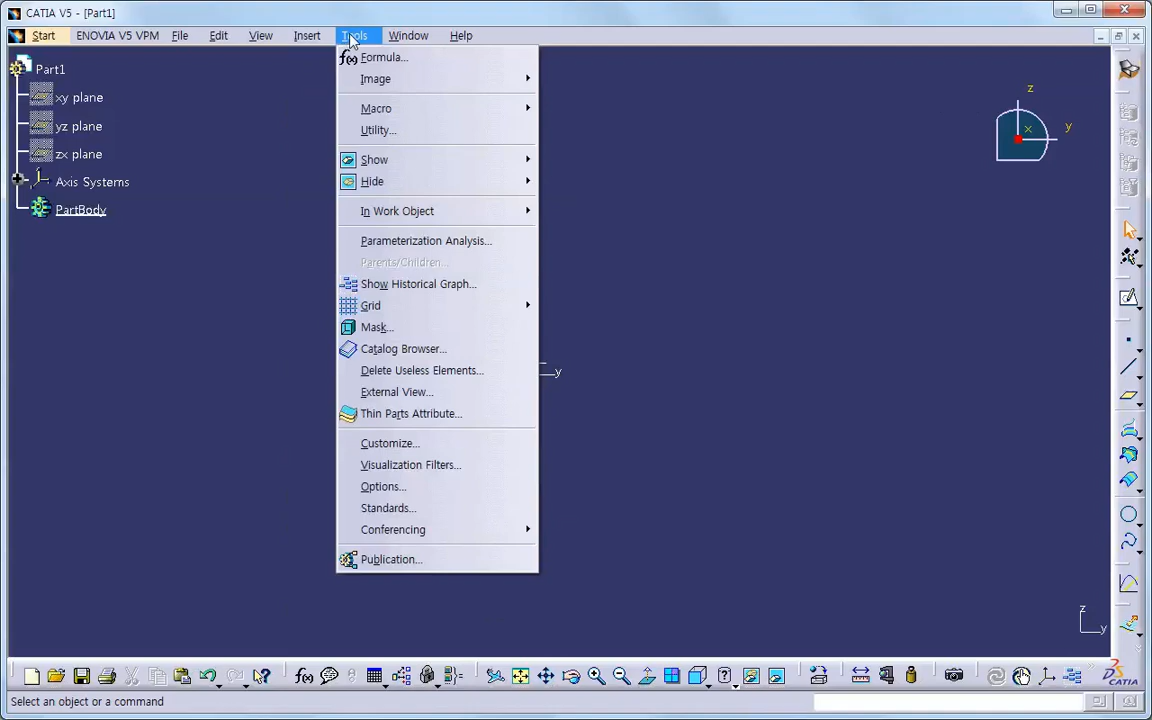 CATIA V5 - [Part1]
Start ENOVIA V5 VPM File Edit View Insert Tools Window Help
Part1
xy plane
yz plane
zx plane
Axis Systems
PartBody
Formula...
Image
Macro
Utility...
Show
Hide
In Work Object
Parameterization Analysis...
Parents/Children...
Show Historical Graph...
Grid
Mask...
Catalog Browser...
Delete Useless Elements...
External View...
Thin Parts Attribute...
Customize...
Visualization Filters...
Options...
Standards...
Conferencing
Publication...
z
y
x
y
z
y
CATIA
Select an object or a command